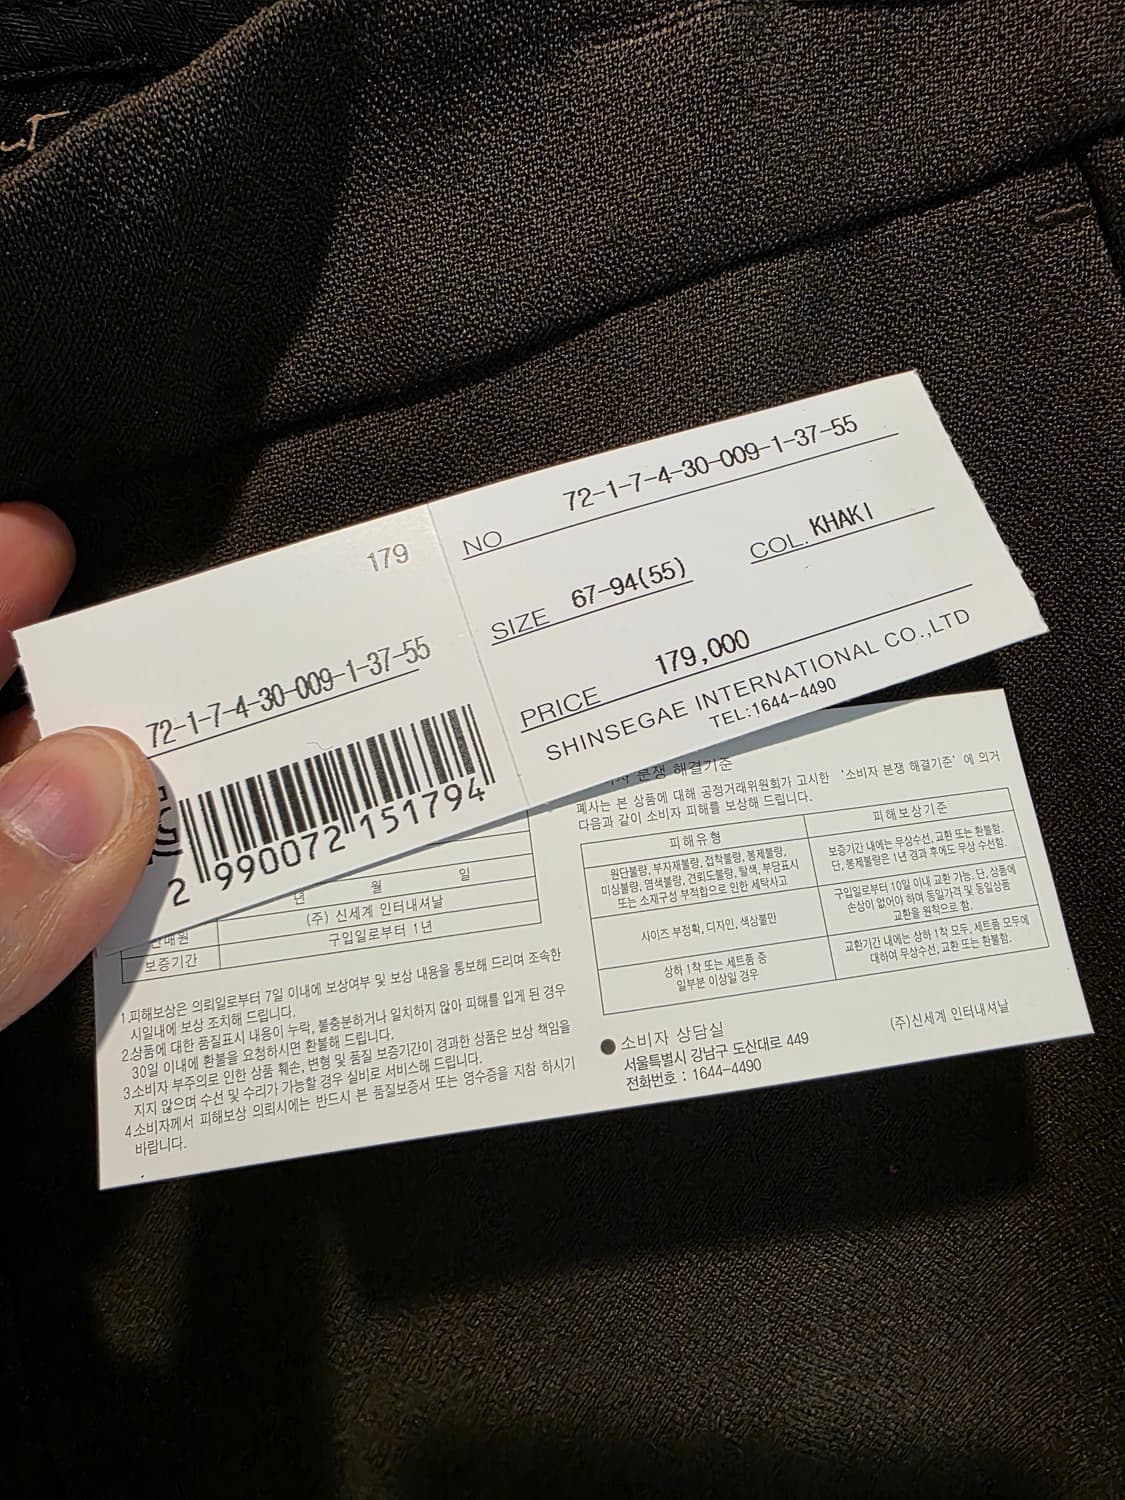 179
72-1-7-4-30-009-1-37-55
2 990072 151794
NO 72-1-7-4-30-009-1-37-55
SIZE 67-94(55) COL. KHAKI
PRICE 179,000
SHINSEGAE INTERNATIONAL CO.,LTD
TEL:1644-4490
년 월 일
(주) 신세계 인터내셔날
보증기간 구입일로부터 1년
1.피해보상은 의뢰일로부터 7일 이내에 보상여부 및 보상 내용을 통보해 드리며 조속한
시일내에 보상 조치해 드립니다.
2.상품에 대한 품질표시 내용이 누락, 불충분하거나 일치하지 않아 피해를 입게 된 경우
30일 이내에 환불을 요청하시면 환불해 드립니다.
3.소비자 부주의로 인한 상품 훼손, 변형 및 품질 보증기간이 경과한 상품은 보상 책임을
지지 않으며 수선 및 수리가 가능할 경우 실비로 서비스해 드립니다.
4.소비자께서 피해보상 의뢰시에는 반드시 본 품질보증서 또는 영수증을 지참 하시기
바랍니다.
분쟁 해결기준
폐사는 본 상품에 대해 공정거래위원회가 고시한 '소비자 분쟁 해결기준' 에 의거
다음과 같이 소비자 피해를 보상해 드립니다.
피해유형 피해보상기준
원단불량, 부자재불량, 접착불량, 봉제불량,
미싱불량, 염색불량, 건뢰도불량, 탈색, 부당표시
또는 소재구성 부적합으로 인한 세탁사고
보증기간 내에는 무상수선, 교환 또는 환불함.
단, 봉제불량은 1년 경과 후에도 무상 수선함.
사이즈 부정확, 디자인, 색상불만
구입일로부터 10일 이내 교환 가능. 단, 상품에
손상이 없어야 하며 동일가격 및 동일상품
교환을 원칙으로 함.
상하 1착 또는 세트품 중
일부분 이상일 경우
교환기간 내에는 상하 1착 모두, 세트품 모두에
대하여 무상수선, 교환 또는 환불함.
● 소비자 상담실
(주)신세계 인터내셔날
서울특별시 강남구 도산대로 449
전화번호 : 1644-4490